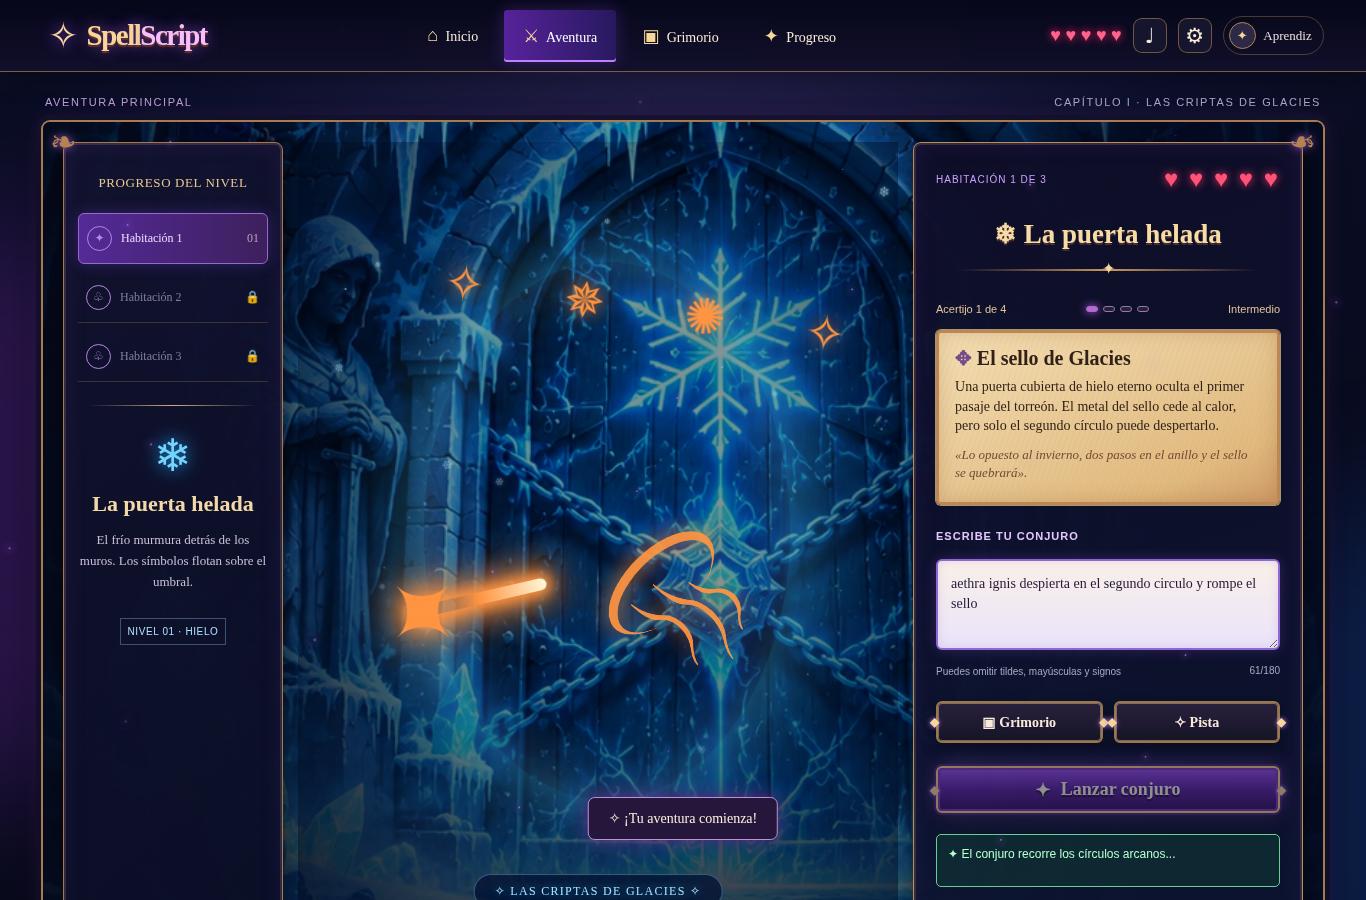 SpellScript
Inicio
Aventura
Grimorio
Progreso
Aprendiz
AVENTURA PRINCIPAL
CAPÍTULO I · LAS CRIPTAS DE GLACIES
PROGRESO DEL NIVEL
Habitación 1 01
Habitación 2
Habitación 3
La puerta helada
El frío murmura detrás de los
muros. Los símbolos flotan sobre el
umbral.
NIVEL 01 · HIELO
¡Tu aventura comienza!
LAS CRIPTAS DE GLACIES
HABITACIÓN 1 DE 3
La puerta helada
Acertijo 1 de 4
Intermedio
El sello de Glacies
Una puerta cubierta de hielo eterno oculta el primer
pasaje del torreón. El metal del sello cede al calor,
pero solo el segundo círculo puede despertarlo.
«Lo opuesto al invierno, dos pasos en el anillo y el sello
se quebrará».
ESCRIBE TU CONJURO
aethra ignis despierta en el segundo circulo y rompe el
sello
Puedes omitir tildes, mayúsculas y signos
61/180
Grimorio
Pista
Lanzar conjuro
El conjuro recorre los círculos arcanos...